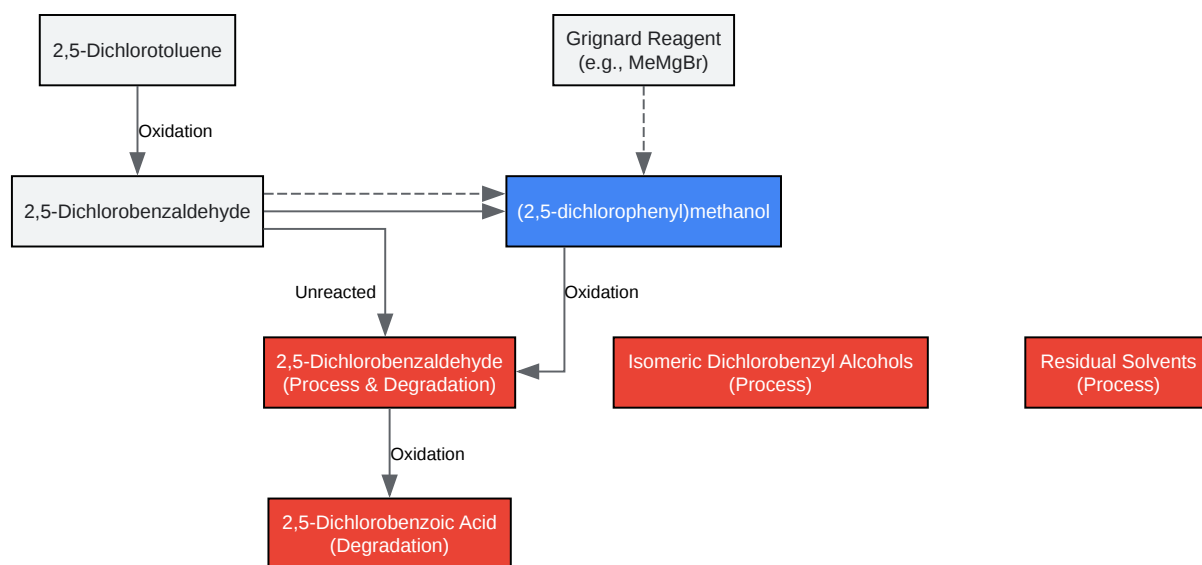 2,5-Dichlorotoluene
Grignard Reagent
(e.g., MeMgBr)
Oxidation
2,5-Dichlorobenzaldehyde
(2,5-dichlorophenyl)methanol
Unreacted
Oxidation
2,5-Dichlorobenzaldehyde
(Process & Degradation)
Isomeric Dichlorobenzyl Alcohols
(Process)
Residual Solvents
(Process)
Oxidation
2,5-Dichlorobenzoic Acid
(Degradation)